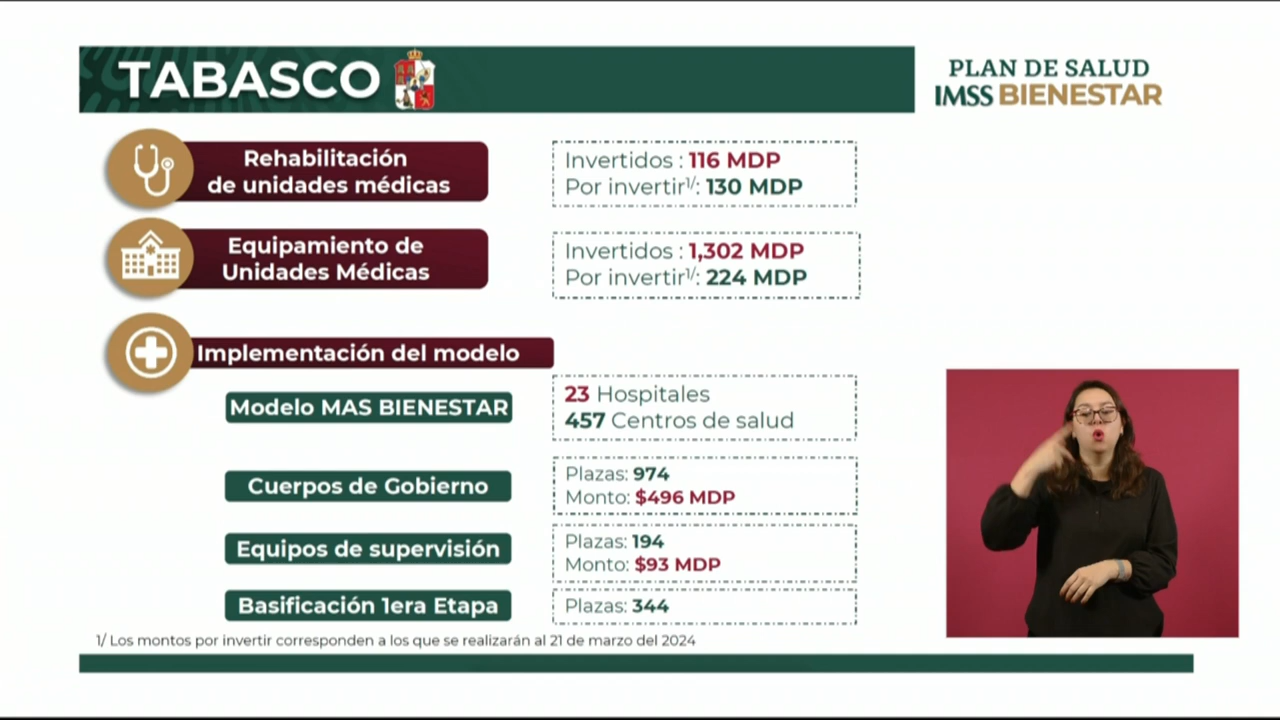 TABASCO
PLAN DE SALUD
IMSS BIENESTAR
Rehabilitación
de unidades médicas
Invertidos : 116 MDP
Por invertir1/: 130 MDP
Equipamiento de
Unidades Médicas
Invertidos : 1,302 MDP
Por invertir1/: 224 MDP
Implementación del modelo
Modelo MAS BIENESTAR
23 Hospitales
457 Centros de salud
Cuerpos de Gobierno
Plazas: 974
Monto: $496 MDP
Equipos de supervisión
Plazas: 194
Monto: $93 MDP
Basificación 1era Etapa
Plazas: 344
1/ Los montos por invertir corresponden a los que se realizarán al 21 de marzo del 2024